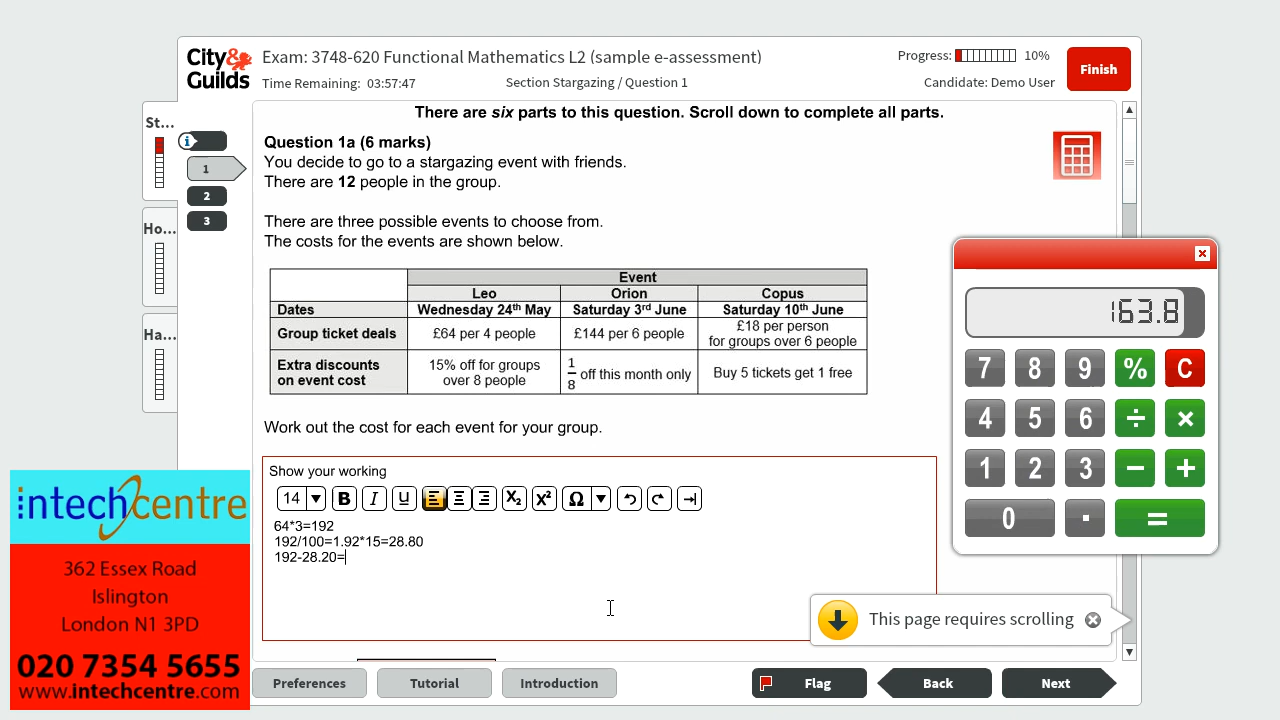 City&
Guilds
Exam: 3748-620 Functional Mathematics L2 (sample e-assessment)
Progress:
10%
Finish
Time Remaining: 03:57:47
Section Stargazing / Question 1
Candidate: Demo User
St...
Ho...
Ha...
i
1
2
3
There are six parts to this question. Scroll down to complete all parts.
Question 1a (6 marks)
You decide to go to a stargazing event with friends.
There are 12 people in the group.
There are three possible events to choose from.
The costs for the events are shown below.
Event
Leo Orion Copus
Dates Wednesday 24th May Saturday 3rd June Saturday 10th June
Group ticket deals £64 per 4 people £144 per 6 people £18 per person
for groups over 6 people
Extra discounts
on event cost
15% off for groups
over 8 people
1/8 off this month only
Buy 5 tickets get 1 free
Work out the cost for each event for your group.
Show your working
14 B I U X₂ X² Ω
64*3=192
192/100=1.92*15=28.80
192-28.20=
163.8
7 8 9 % C
4 5 6 ÷ ×
1 2 3 − +
0 . =
This page requires scrolling
Preferences Tutorial Introduction Flag Back Next
intechcentre
362 Essex Road
Islington
London N1 3PD
020 7354 5655
www.intechcentre.com